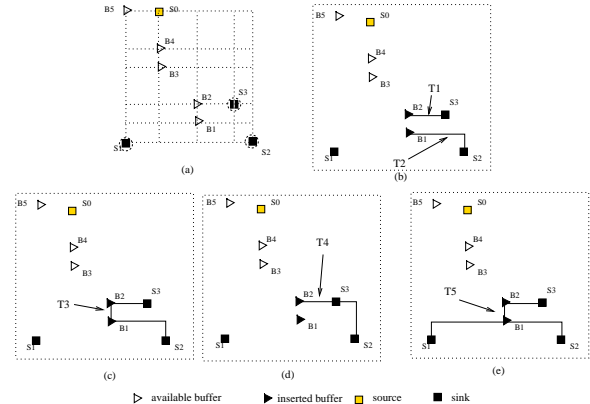 B5 S0
B4
B3
B2 S3
B1
S1 S2
(a)
B5 S0
B4
B3
T1
B2 S3
B1
S1 T2 S2
(b)
B5 S0
B4
B3
T3 B2 S3
B1
S1 S2
(c)
B5 S0
B4
T4
B3
B2 S3
B1
S1 S2
(d)
B5 S0
B4
B3
T5
B2 S3
B1
S1 S2
(e)
available buffer inserted buffer source sink